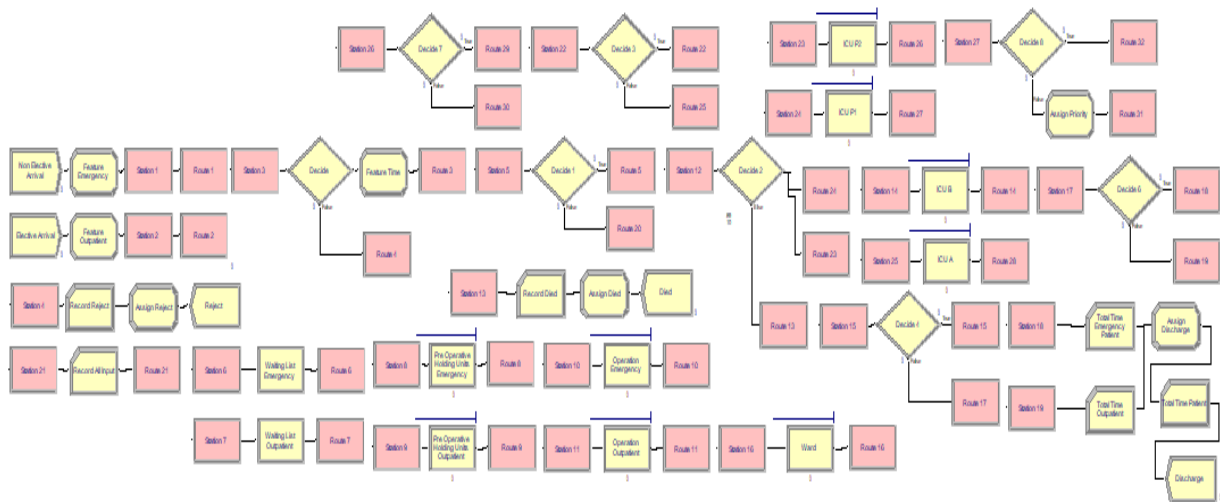 Station 26
Decide 7
True
Route 29
Station 22
Decide 3
True
Route 22
Station 23
ICU P2
Route 26
Station 27
Decide 8
True
Route 32
False
Route 30
False
Route 25
Station 24
ICU P1
Route 27
False
Assign Priority
Route 31
Non Elective
Arrival
Feature
Emergency
Station 1
Route 1
Station 3
Decide
Feature Time
Route 3
Station 5
Decide 1
True
Route 5
Station 12
Decide 2
Route 24
Station 14
ICU B
Route 14
Station 17
Decide 6
True
Route 18
False
False
Route 20
Else
False
Elective Arrival
Feature
Outpatient
Station 2
Route 2
Route 4
Route 23
Station 25
ICU A
Route 28
Route 19
Station 4
Record Reject
Assign Reject
Reject
Station 13
Record Died
Assign Died
Died
Route 13
Station 15
Decide 4
True
Route 15
Station 18
Total Time
Emergency
Patient
Assign
Discharge
False
Station 21
Record All Input
Route 21
Station 6
Waiting List
Emergency
Route 6
Station 8
Pre Operative
Holding Units
Emergency
Route 8
Station 10
Operation
Emergency
Route 10
Route 17
Station 19
Total Time
Outpatient
Total Time Patient
Station 7
Waiting List
Outpatient
Route 7
Station 9
Pre Operative
Holding Units
Outpatient
Route 9
Station 11
Operation
Outpatient
Route 11
Station 16
Ward
Route 16
Discharge